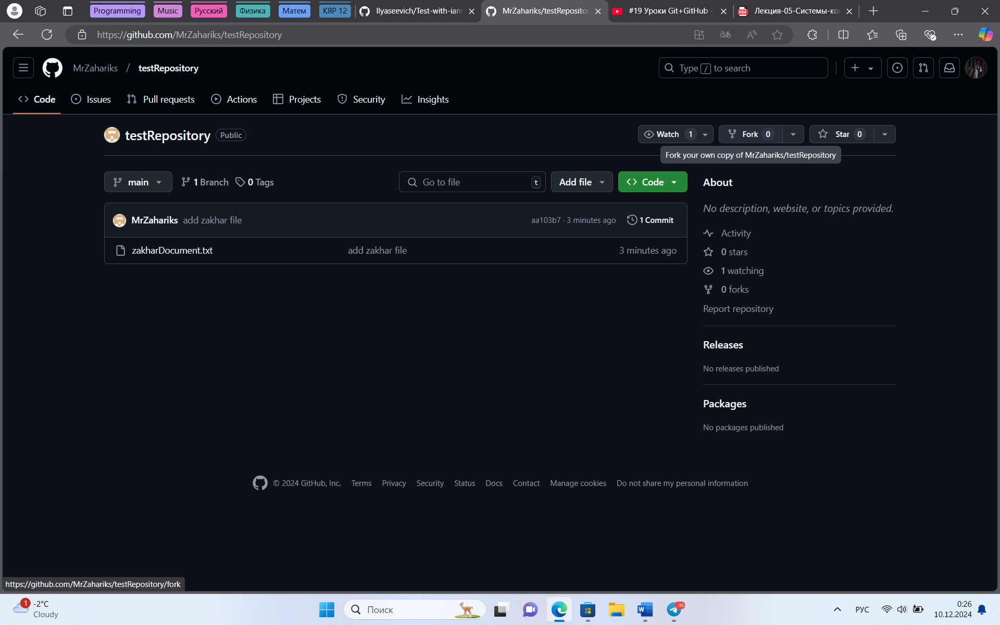 Programming Music Русский Физика Матем КЯР 12 Ilyaseevich/Test-with-iam MrZahariks/testRepositor #19 Уроки Git+GitHub - Лекция-05-Системы-ко
https://github.com/MrZahariks/testRepository
MrZahariks / testRepository
Type / to search
Code Issues Pull requests Actions Projects Security Insights
testRepository Public
Watch 1 Fork 0 Star 0
Fork your own copy of MrZahariks/testRepository
main 1 Branch 0 Tags Go to file t Add file Code
About
No description, website, or topics provided.
MrZahariks add zakhar file aa103b7 · 3 minutes ago 1 Commit
zakharDocument.txt add zakhar file 3 minutes ago
Activity
0 stars
1 watching
0 forks
Report repository
Releases
No releases published
Packages
No packages published
© 2024 GitHub, Inc. Terms Privacy Security Status Docs Contact Manage cookies Do not share my personal information
https://github.com/MrZahariks/testRepository/fork
1 -2°C
Cloudy
Поиск
96
РУС
0:26
10.12.2024